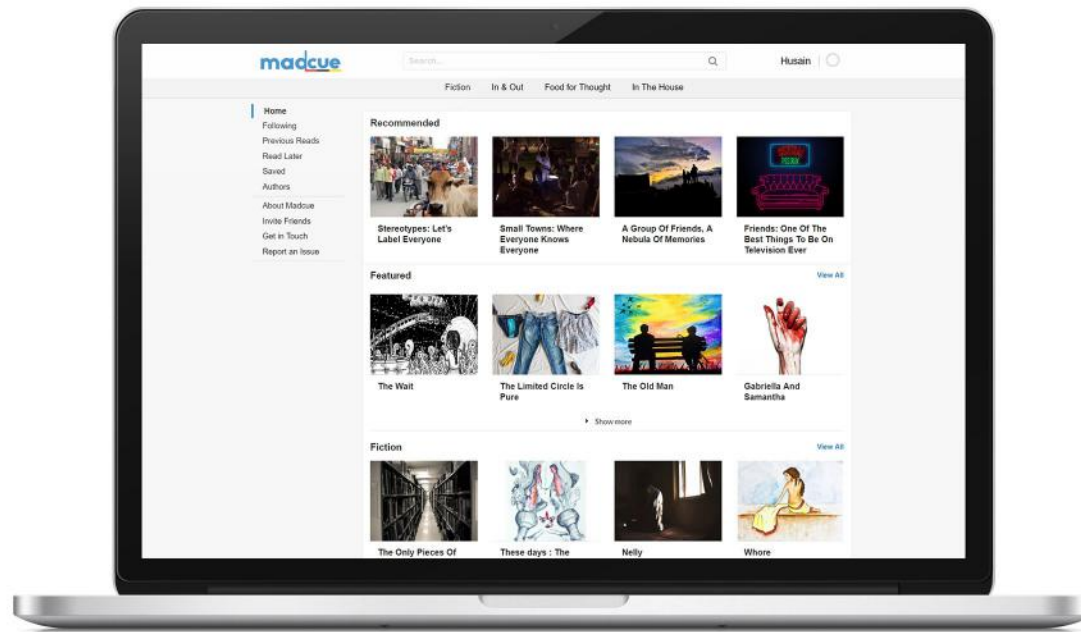 madcue
Search...
Husain
Fiction In & Out Food for Thought In The House
Home
Following
Previous Reads
Read Later
Saved
Authors
About Madcue
Invite Friends
Get in Touch
Report an Issue
Recommended
Stereotypes: Let's
Label Everyone
Small Towns: Where
Everyone Knows
Everyone
A Group Of Friends, A
Nebula Of Memories
Friends: One Of The
Best Things To Be On
Television Ever
Featured
View All
The Wait
The Limited Circle Is
Pure
The Old Man
Gabriella And
Samantha
Show more
Fiction
View All
The Only Pieces Of
These days : The
Nelly
Whore